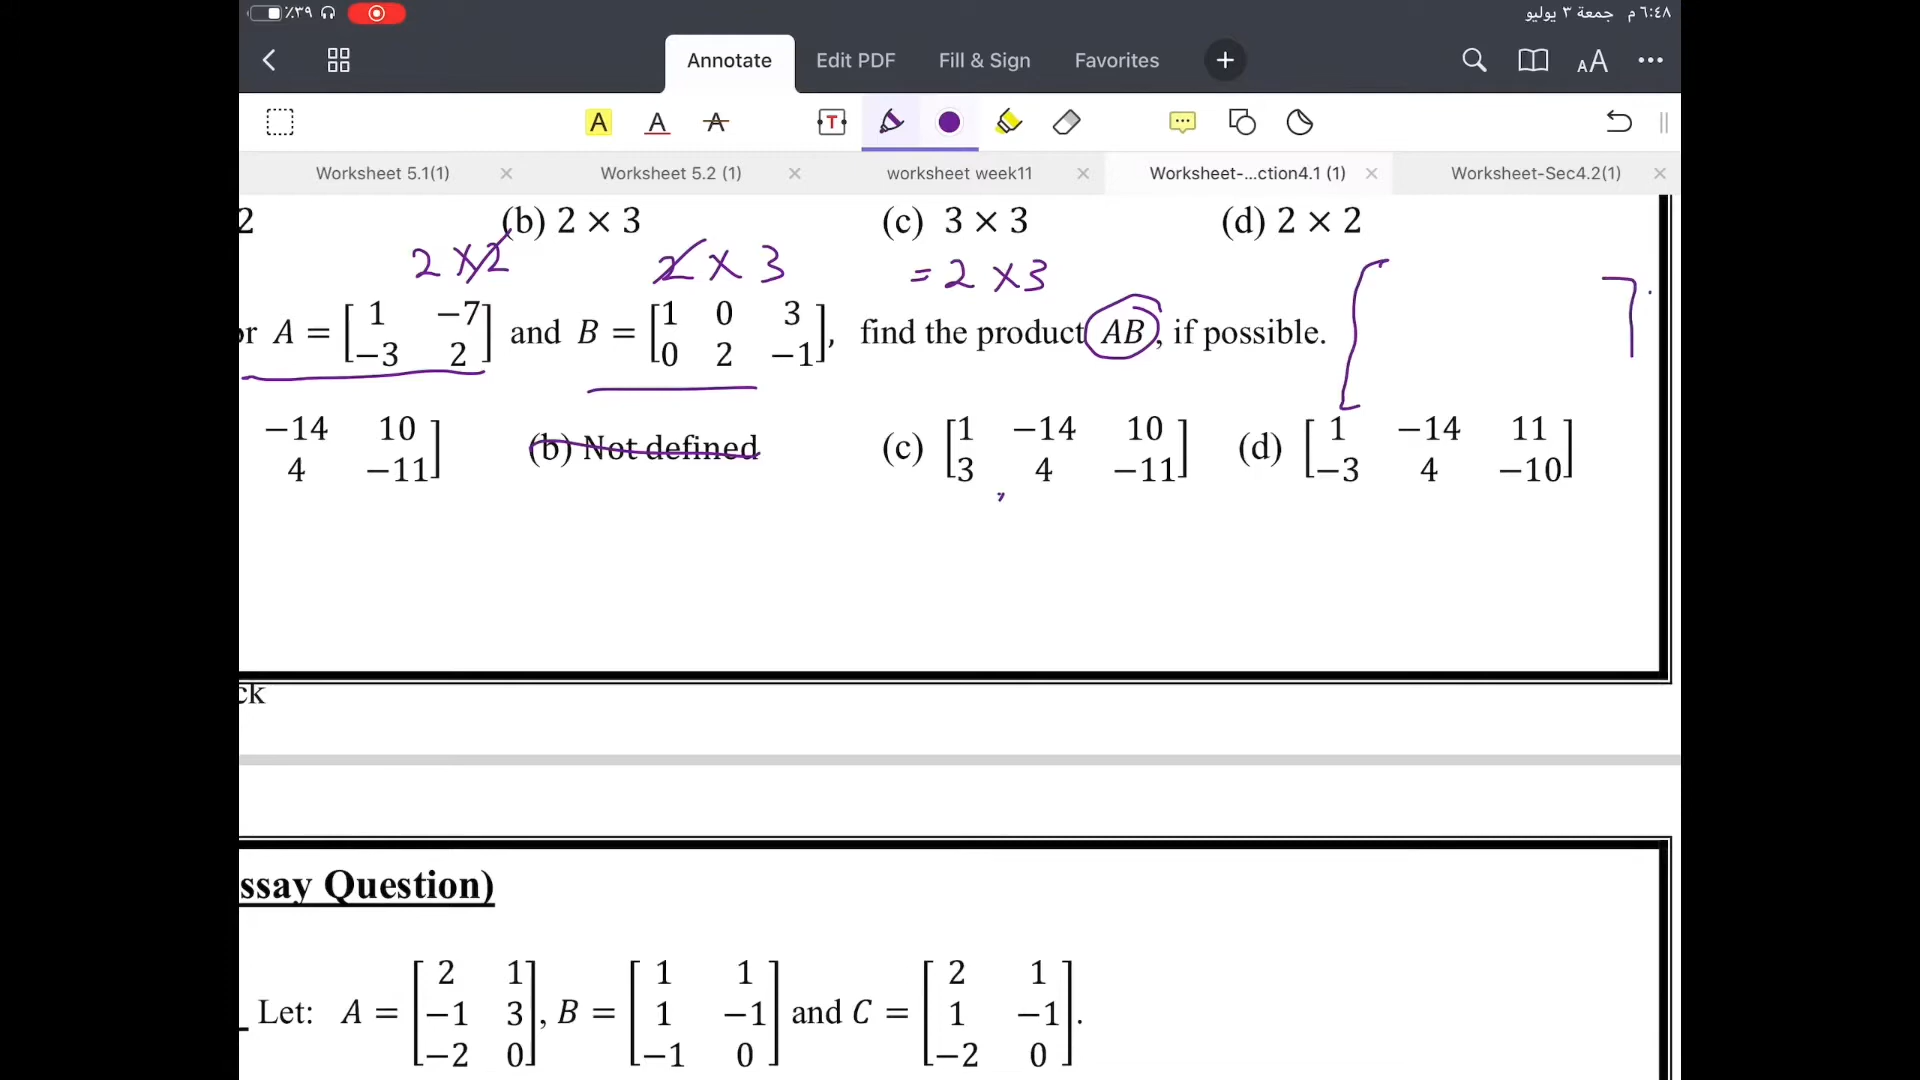 ٪٣٩
٦:٤٨ م جمعة ٣ يوليو
Annotate Edit PDF Fill & Sign Favorites
Worksheet 5.1(1) Worksheet 5.2 (1) worksheet week11 Worksheet-...ction4.1 (1) Worksheet-Sec4.2(1)
2 (b) 2 × 3 (c) 3 × 3 (d) 2 × 2
2 × 2 2 × 3 = 2 × 3
or A = [1 −7; −3 2] and B = [1 0 3; 0 2 −1], find the product AB, if possible.
−14 10; 4 −11] (b) Not defined (c) [1 −14 10; 3 4 −11] (d) [1 −14 11; −3 4 −10]
ck
ssay Question)
Let: A = [2 1; −1 3; −2 0], B = [1 1; 1 −1; −1 0] and C = [2 1; 1 −1; −2 0].